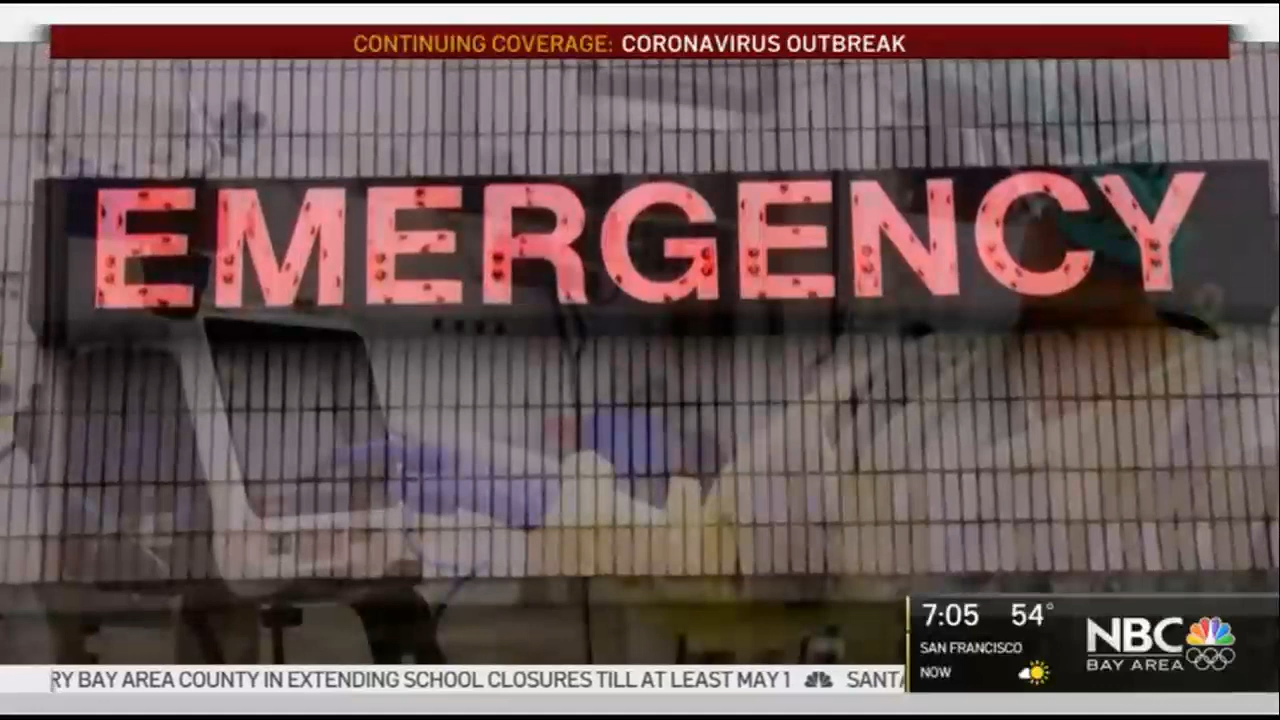 CONTINUING COVERAGE: CORONAVIRUS OUTBREAK
EMERGENCY
7:05 54°
SAN FRANCISCO
NOW
NBC
BAY AREA
RY BAY AREA COUNTY IN EXTENDING SCHOOL CLOSURES TILL AT LEAST MAY 1 SANTA